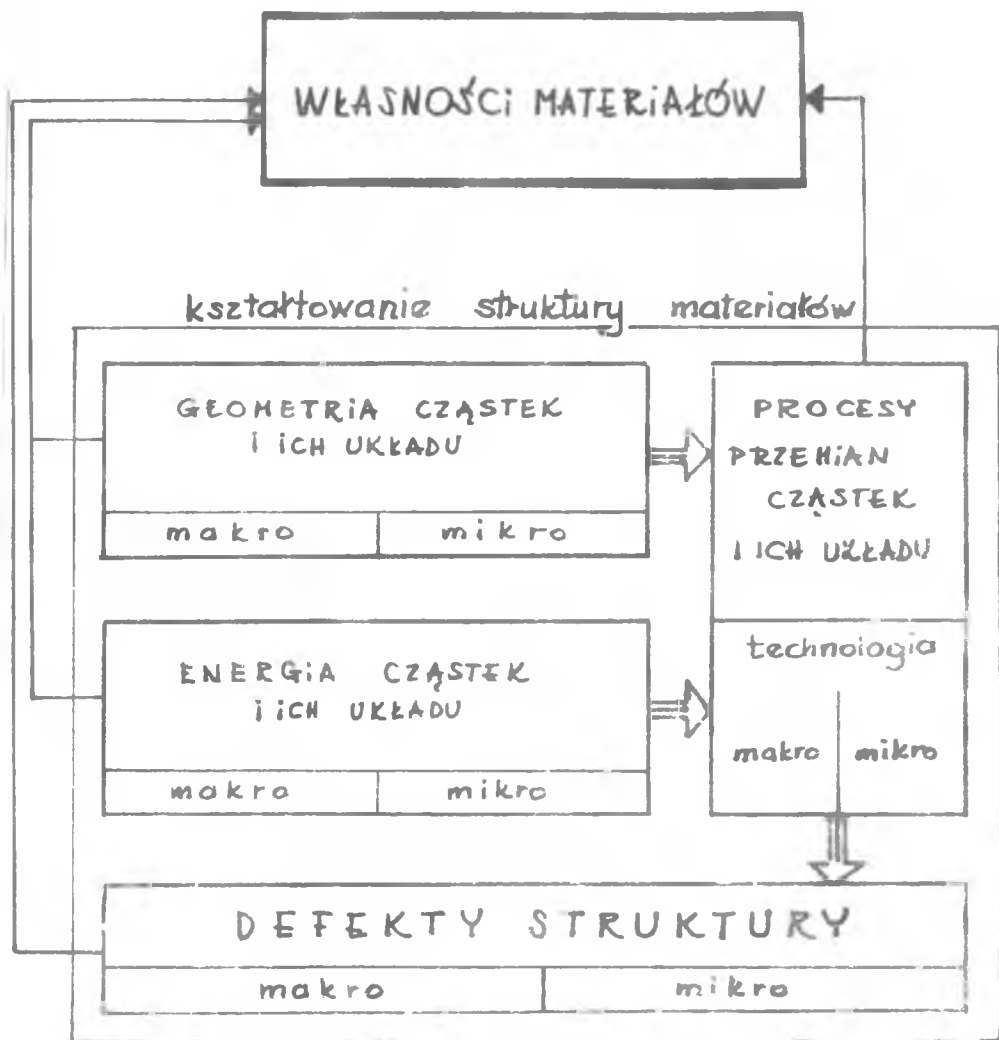 WŁASNOŚCi MATERiAŁÓW
kształtowanie struktury materiałów
GEOMETRiA CZĄSTEK
i iCH UKŁADU
makro mikro
PROCESY
PRZEMiAN
CZĄSTEK
I ICH UKŁADU
ENERGiA CZĄSTEK
i iCH UKŁADU
makro mikro
technologia
makro mikro
DEFEKTY STRUKTURY
makro mikro